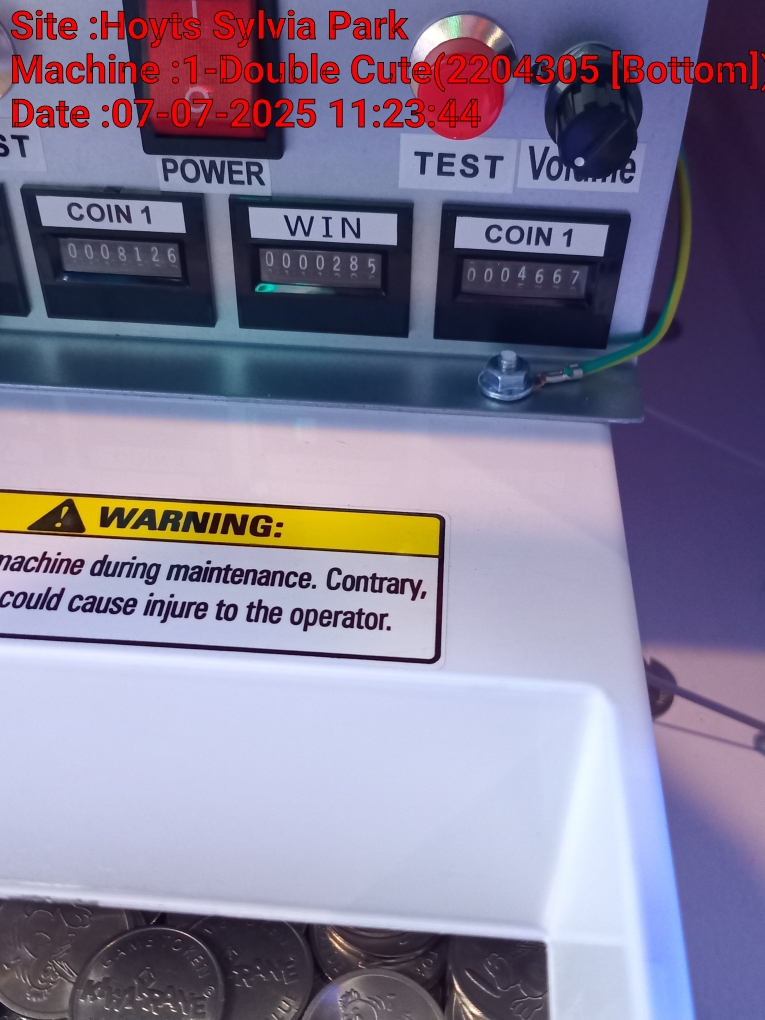 Site :Hoyts Sylvia Park
Machine :1-Double Cute(2204305 [Bottom])
Date :07-07-2025 11:23:44
ST
POWER
TEST
Volume
COIN 1
WIN
COIN 1
0008126
0000285
0004667
WARNING:
machine during maintenance. Contrary,
could cause injure to the operator.